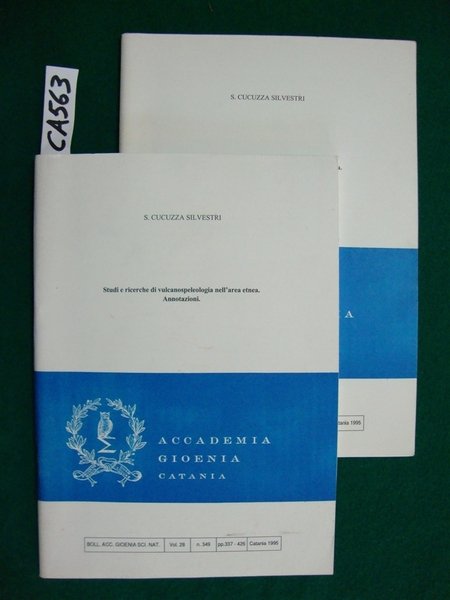 CA563
S. CUCUZZA SILVESTRI
S. CUCUZZA SILVESTRI
Studi e ricerche di vulcanospeleologia nell'area etnea.
Annotazioni.
ACCADEMIA
GIOENIA
CATANIA
BOLL. ACC. GIOENIA SCI. NAT. Vol. 28 n. 349 pp.337 - 426 Catania 1995
A
tania 1995